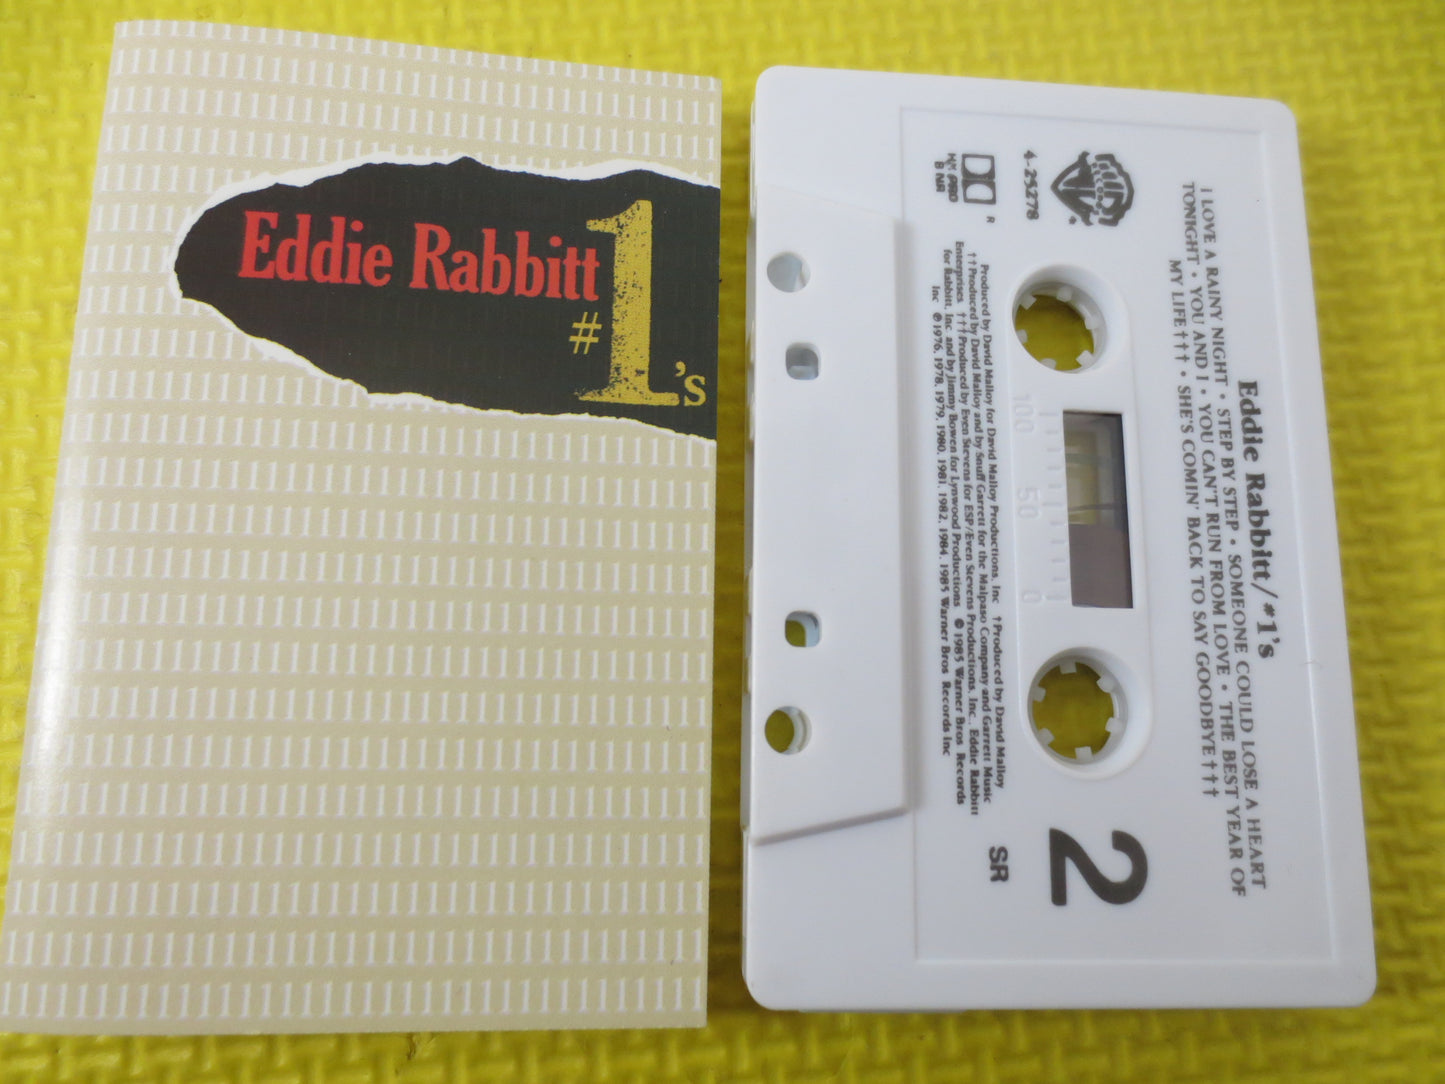 Eddie Rabbitt
#1's
Eddie Rabbitt/#1's
I LOVE A RAINY NIGHT • STEP BY STEP • SOMEONE COULD LOSE A HEART
TONIGHT • YOU AND I • YOU CAN'T RUN FROM LOVE • THE BEST YEAR OF
MY LIFE††† • SHE'S COMIN' BACK TO SAY GOODBYE†††
RECORDS
4-25278
R
HX PRO
B NR
100 50 0
2
SR
Produced by David Malloy for David Malloy Productions, Inc †Produced by David Malloy
††Produced by David Malloy and by Snuff Garrett for the Malpaso Company and Garrett Music
Enterprises †††Produced by Even Stevens for ESP/Even Stevens Productions, Inc., Eddie Rabbitt
for Rabbitt, Inc and by Jimmy Bowen for Lynwood Productions ℗ 1985 Warner Bros Records
Inc ℗ 1976, 1978, 1979, 1980, 1981, 1982, 1984, 1985 Warner Bros Records Inc